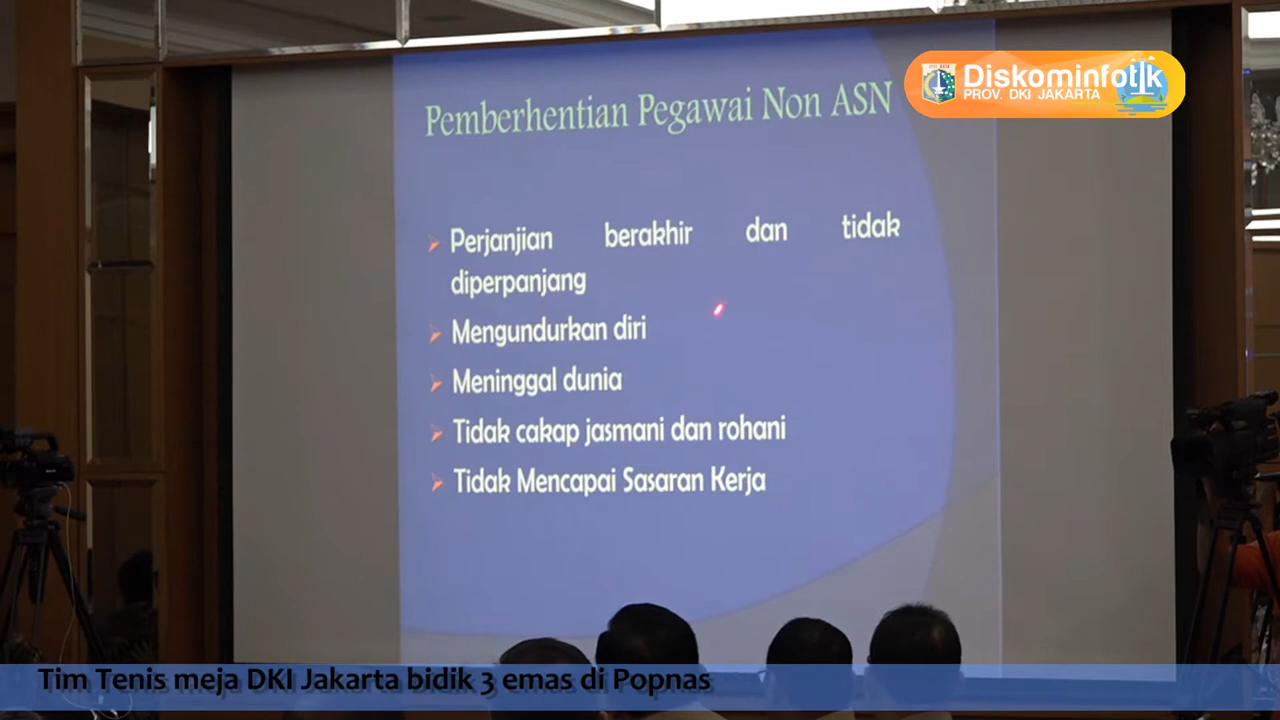 Diskominfotik
PROV. DKI JAKARTA
Pemberhentian Pegawai Non ASN
Perjanjian berakhir dan tidak
diperpanjang
Mengundurkan diri
Meninggal dunia
Tidak cakap jasmani dan rohani
Tidak Mencapai Sasaran Kerja
Tim Tenis meja DKI Jakarta bidik 3 emas di Popnas